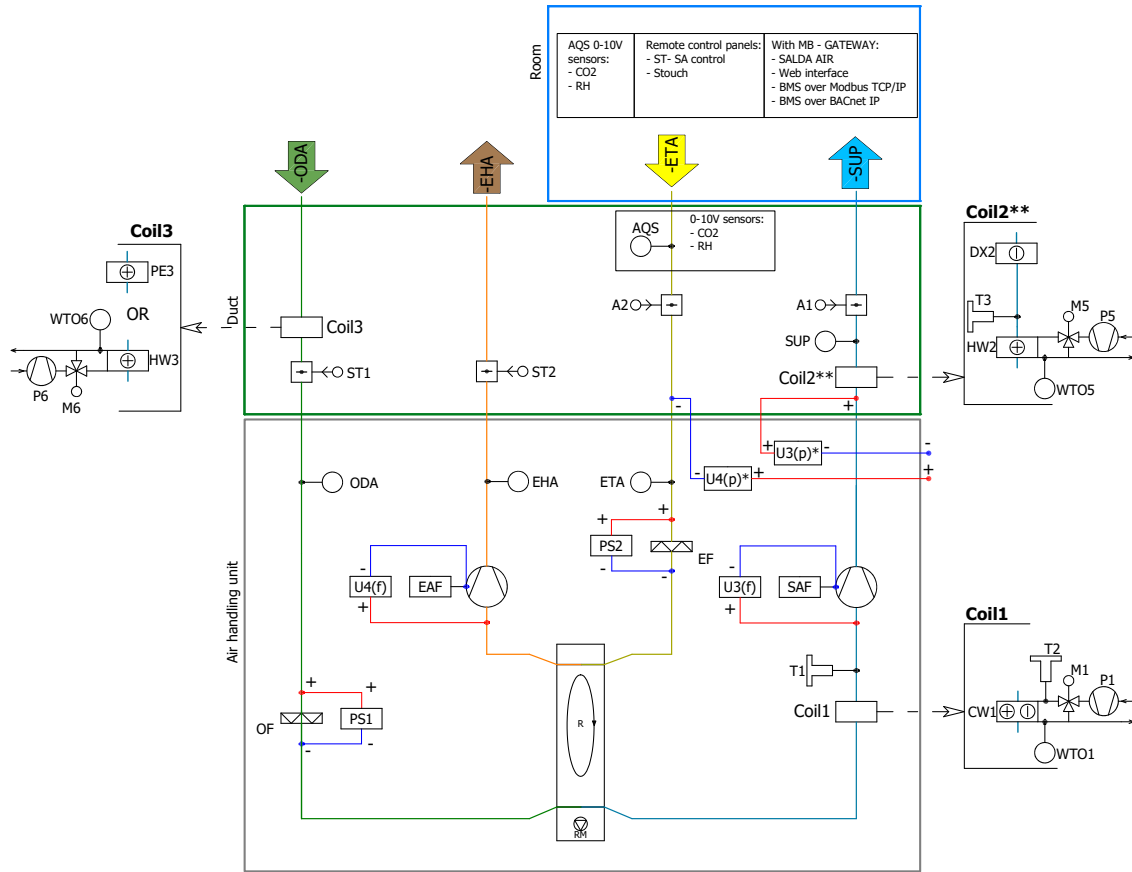 Room
AQS 0-10V
sensors:
- CO2
- RH
Remote control panels:
- ST- SA control
- Stouch
With MB - GATEWAY:
- SALDA AIR
- Web interface
- BMS over Modbus TCP/IP
- BMS over BACnet IP
-ODA
-EHA
-ETA
-SUP
Duct
AQS
0-10V sensors:
- CO2
- RH
A2
A1
SUP
Coil3
Coil2**
ST1
ST2
Coil3
PE3
OR
WTO6
HW3
P6
M6
Coil2**
DX2
T3
M5
P5
HW2
WTO5
- +
+ U3(p)* - -
- U4(p)* + +
Air handling unit
ODA
EHA
ETA
+ +
PS2
EF
- -
-
U4(f)
EAF
+
-
U3(f)
SAF
+
T1
Coil1
+ +
OF
PS1
- -
R
RM
Coil1
T2
M1
P1
CW1
WTO1